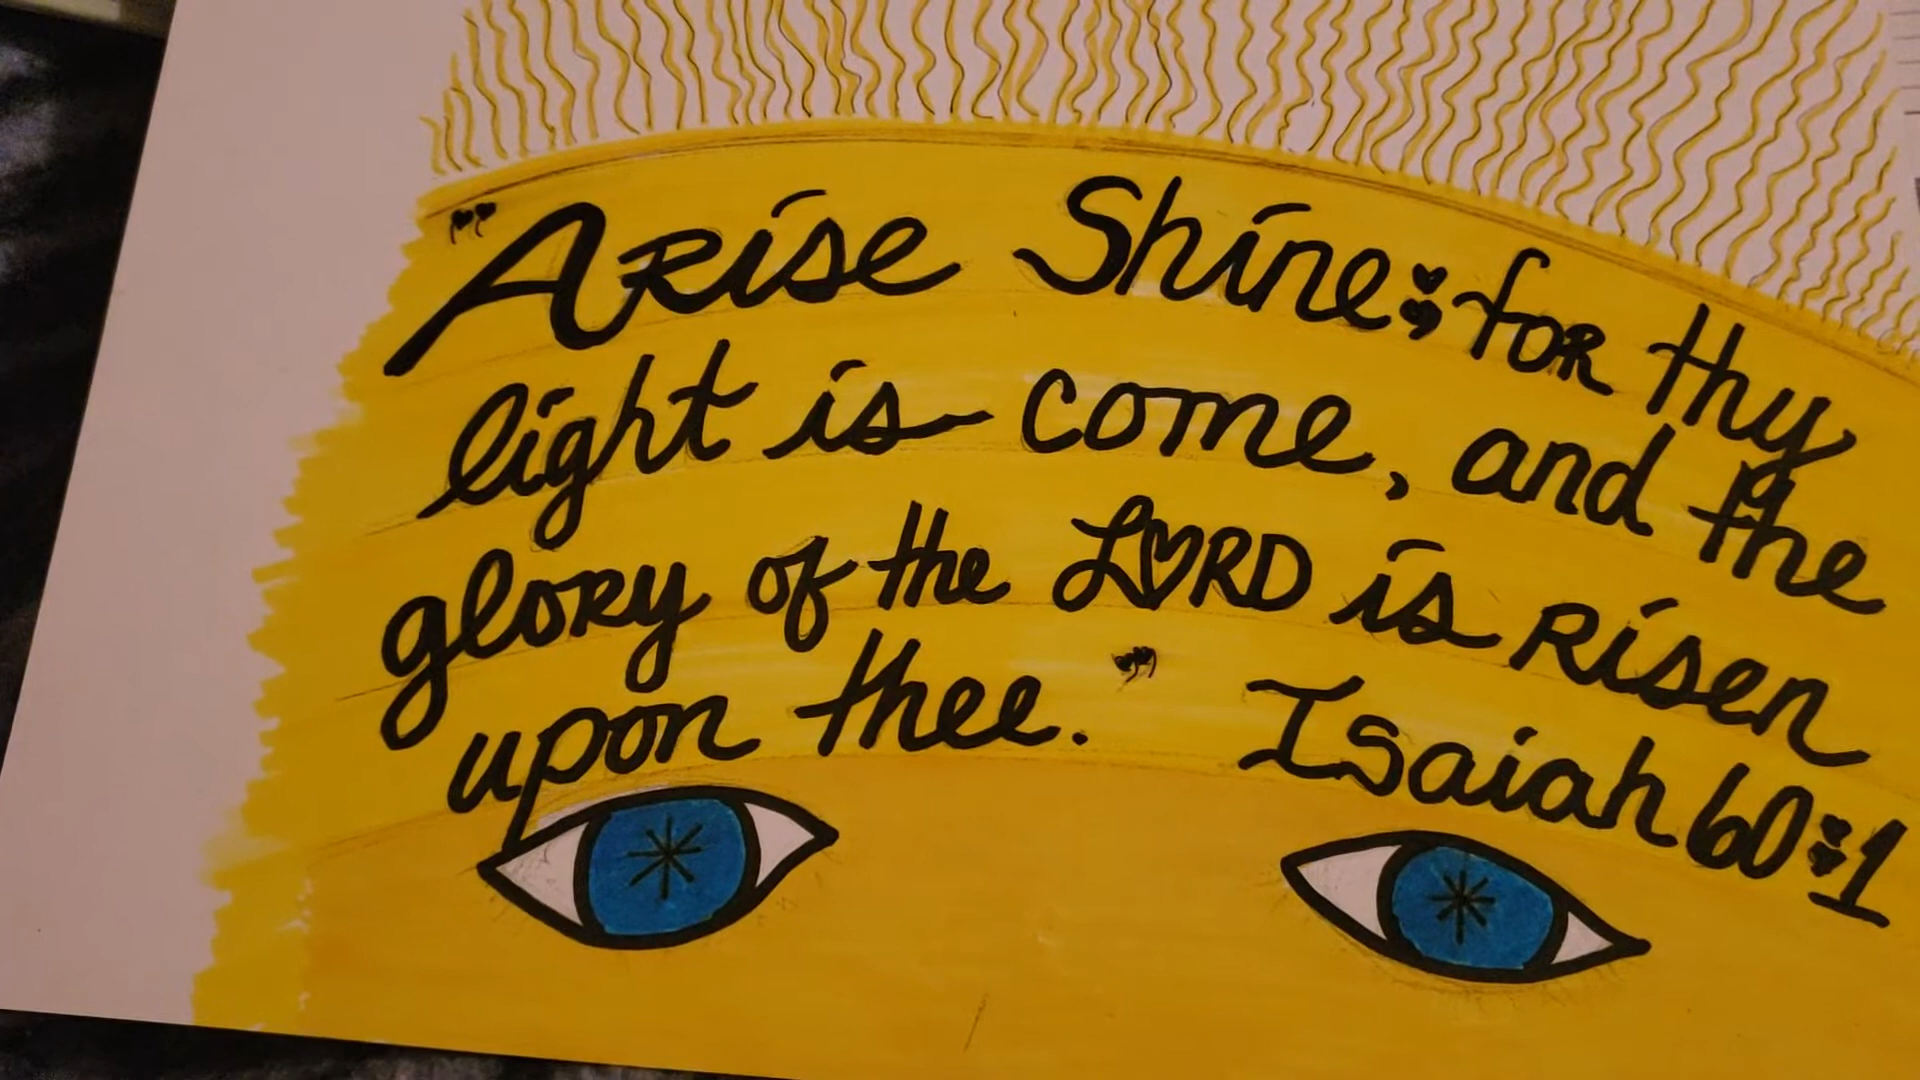 "Arise Shine; for thy
light is come, and the
glory of the LORD is risen
upon thee." Isaiah 60:1